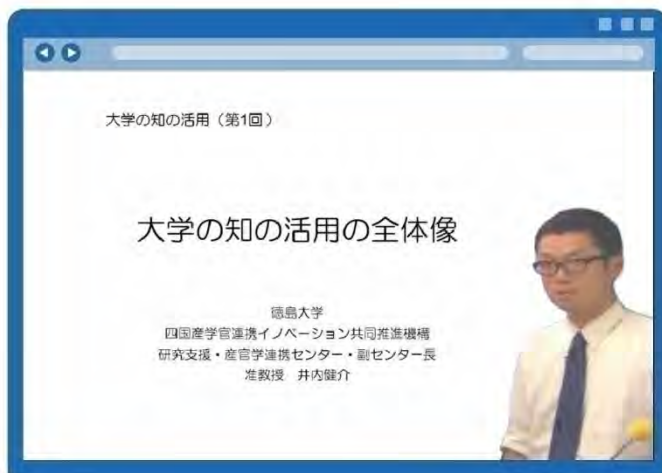 大学の知の活用（第1回）
大学の知の活用の全体像
徳島大学
四国産学官連携イノベーション共同推進機構
研究支援・産官学連携センター・副センター長
准教授　井内健介